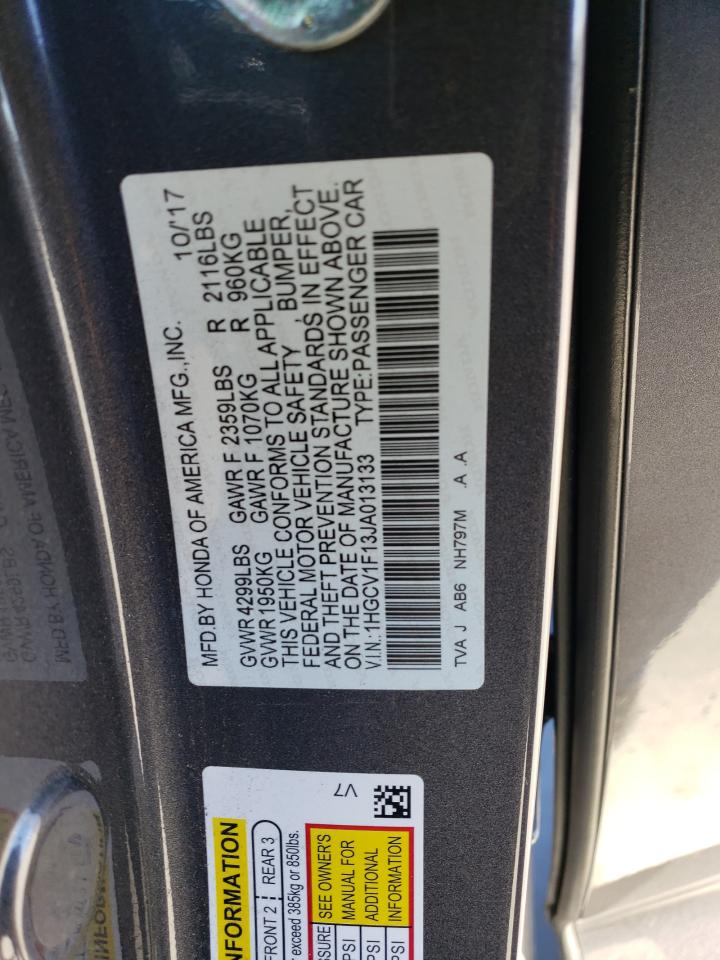 MFD.BY HONDA OF AMERICA MFG.,INC. 10/'17
GVWR 4299LBS GAWR F 2359LBS R 2116LBS
GVWR 1950KG GAWR F 1070KG R 960KG
THIS VEHICLE CONFORMS TO ALL APPLICABLE
FEDERAL MOTOR VEHICLE SAFETY , BUMPER,
AND THEFT PREVENTION STANDARDS IN EFFECT
ON THE DATE OF MANUFACTURE SHOWN ABOVE.
V.IN.:1HGCV1F13JA013133 TYPE:PASSENGER CAR
TVA J AB6 NH797M .A .A
V7
FRONT 2 REAR 3
exceed 385kg or 850lbs.
SEE OWNER'S
PSI MANUAL FOR
PSI ADDITIONAL
PSI INFORMATION